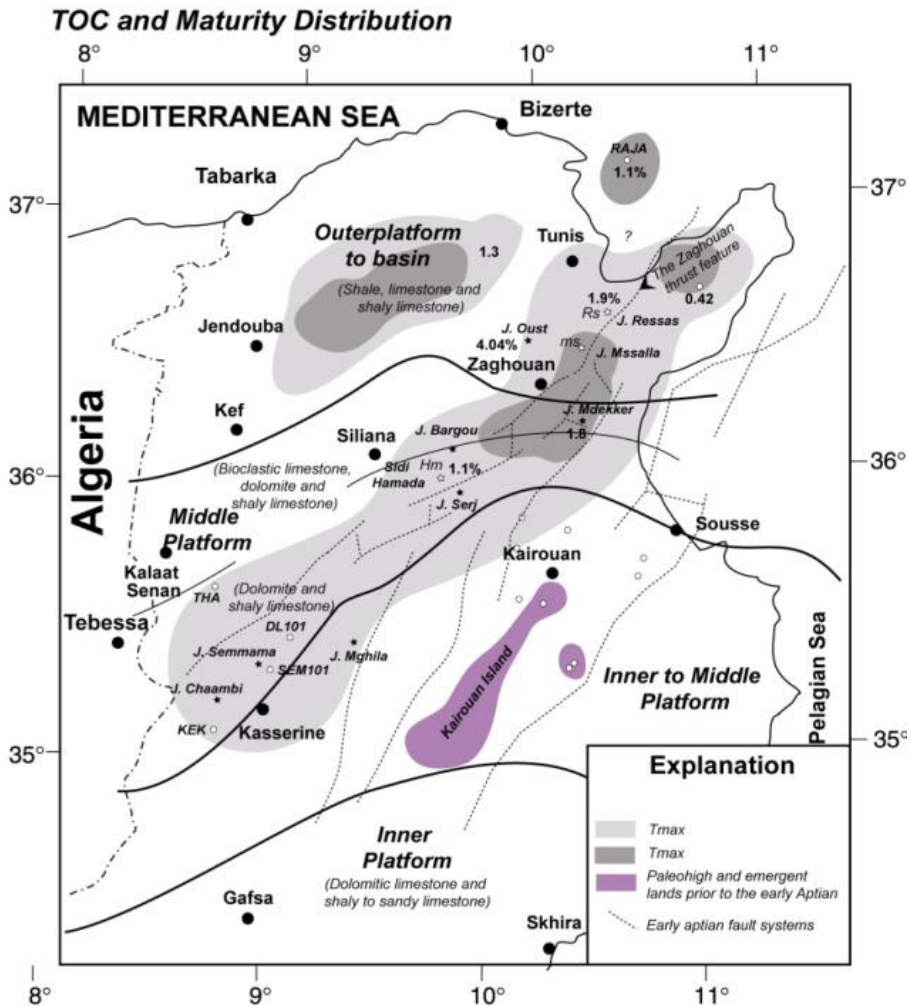 TOC and Maturity Distribution
8°
9°
10°
11°
MEDITERRANEAN SEA
Bizerte
RAJA
1.1%
Tabarka
37°
37°
Outerplatform
to basin
1.3
(Shale, limestone and
shaly limestone)
Tunis
?
The Zaghouan
thrust feature
0.42
1.9%
Rs
J. Ressas
Jendouba
J. Oust
4.04%
ms
J. Mssalla
Zaghouan
Algeria
Kef
J. Mdekker
1.8
Siliana
J. Bargou
Hm
1.1%
Sidi
Hamada
J. Serj
36°
36°
(Bioclastic limestone,
dolomite and
shaly limestone)
Middle
Platform
Sousse
Kairouan
Kalaat
Senan
THA
(Dolomite and
shaly limestone)
Tebessa
DL101
J. Semmama
SEM101
J. Mghila
J. Chaambi
KEK
Kasserine
Kairouan Island
Inner to Middle
Platform
Pelagian Sea
35°
35°
Inner
Platform
(Dolomitic limestone and
shaly to sandy limestone)
Gafsa
Skhira
Explanation
Tmax
Tmax
Paleohigh and emergent
lands prior to the early Aptian
Early aptian fault systems
8°
9°
10°
11°